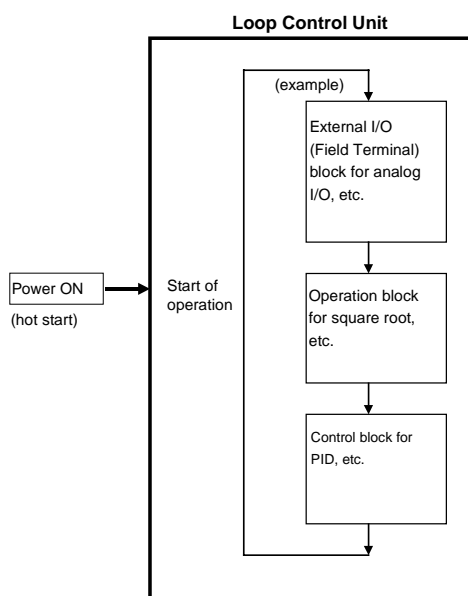 Loop Control Unit
(example)
External I/O
(Field Terminal)
block for analog
I/O, etc.
Power ON
(hot start)
Start of
operation
Operation block
for square root,
etc.
Control block for
PID, etc.